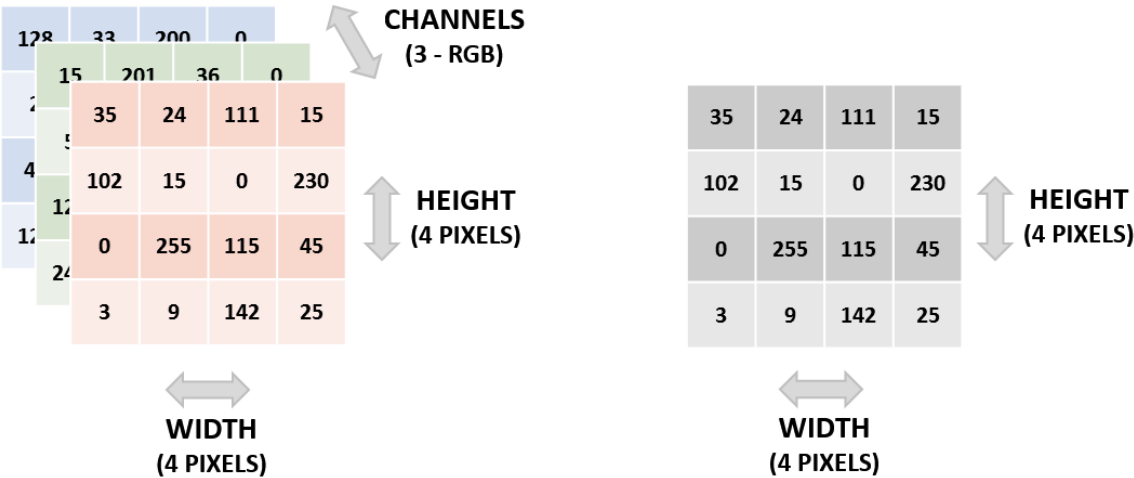 CHANNELS
(3 - RGB)
128 33 200 0
15 201 36 0
35 24 111 15
102 15 0 230
0 255 115 45
3 9 142 25
HEIGHT
(4 PIXELS)
WIDTH
(4 PIXELS)
35 24 111 15
102 15 0 230
0 255 115 45
3 9 142 25
HEIGHT
(4 PIXELS)
WIDTH
(4 PIXELS)